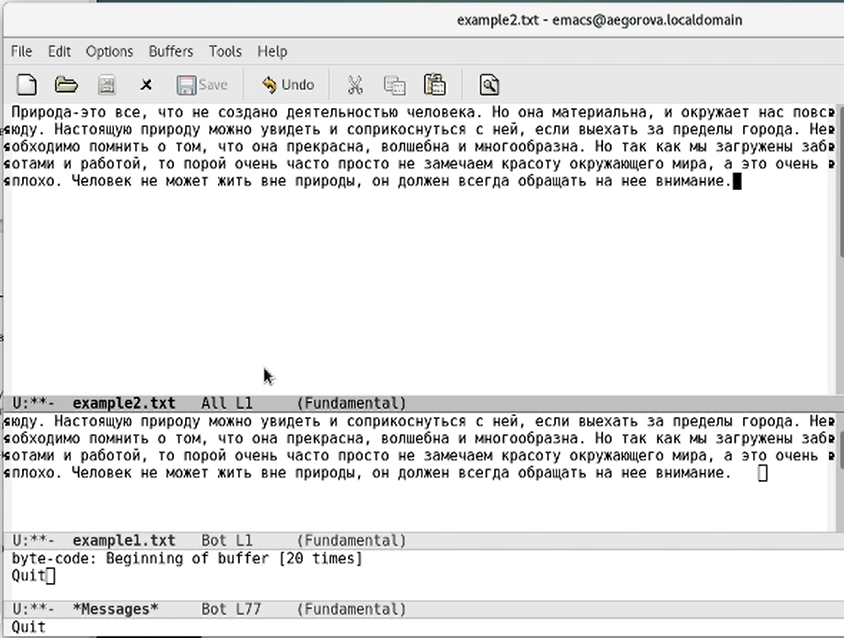 example2.txt - emacs@aegorova.localdomain
File Edit Options Buffers Tools Help
Save Undo
Природа-это все, что не создано деятельностью человека. Но она материальна, и окружает нас повс
юду. Настоящую природу можно увидеть и соприкоснуться с ней, если выехать за пределы города. Не
обходимо помнить о том, что она прекрасна, волшебна и многообразна. Но так как мы загружены заб
отами и работой, то порой очень часто просто не замечаем красоту окружающего мира, а это очень
плохо. Человек не может жить вне природы, он должен всегда обращать на нее внимание.
U:**- example2.txt All L1 (Fundamental)
юду. Настоящую природу можно увидеть и соприкоснуться с ней, если выехать за пределы города. Не
обходимо помнить о том, что она прекрасна, волшебна и многообразна. Но так как мы загружены заб
отами и работой, то порой очень часто просто не замечаем красоту окружающего мира, а это очень
плохо. Человек не может жить вне природы, он должен всегда обращать на нее внимание.
U:**- example1.txt Bot L1 (Fundamental)
byte-code: Beginning of buffer [20 times]
Quit
U:**- *Messages* Bot L77 (Fundamental)
Quit